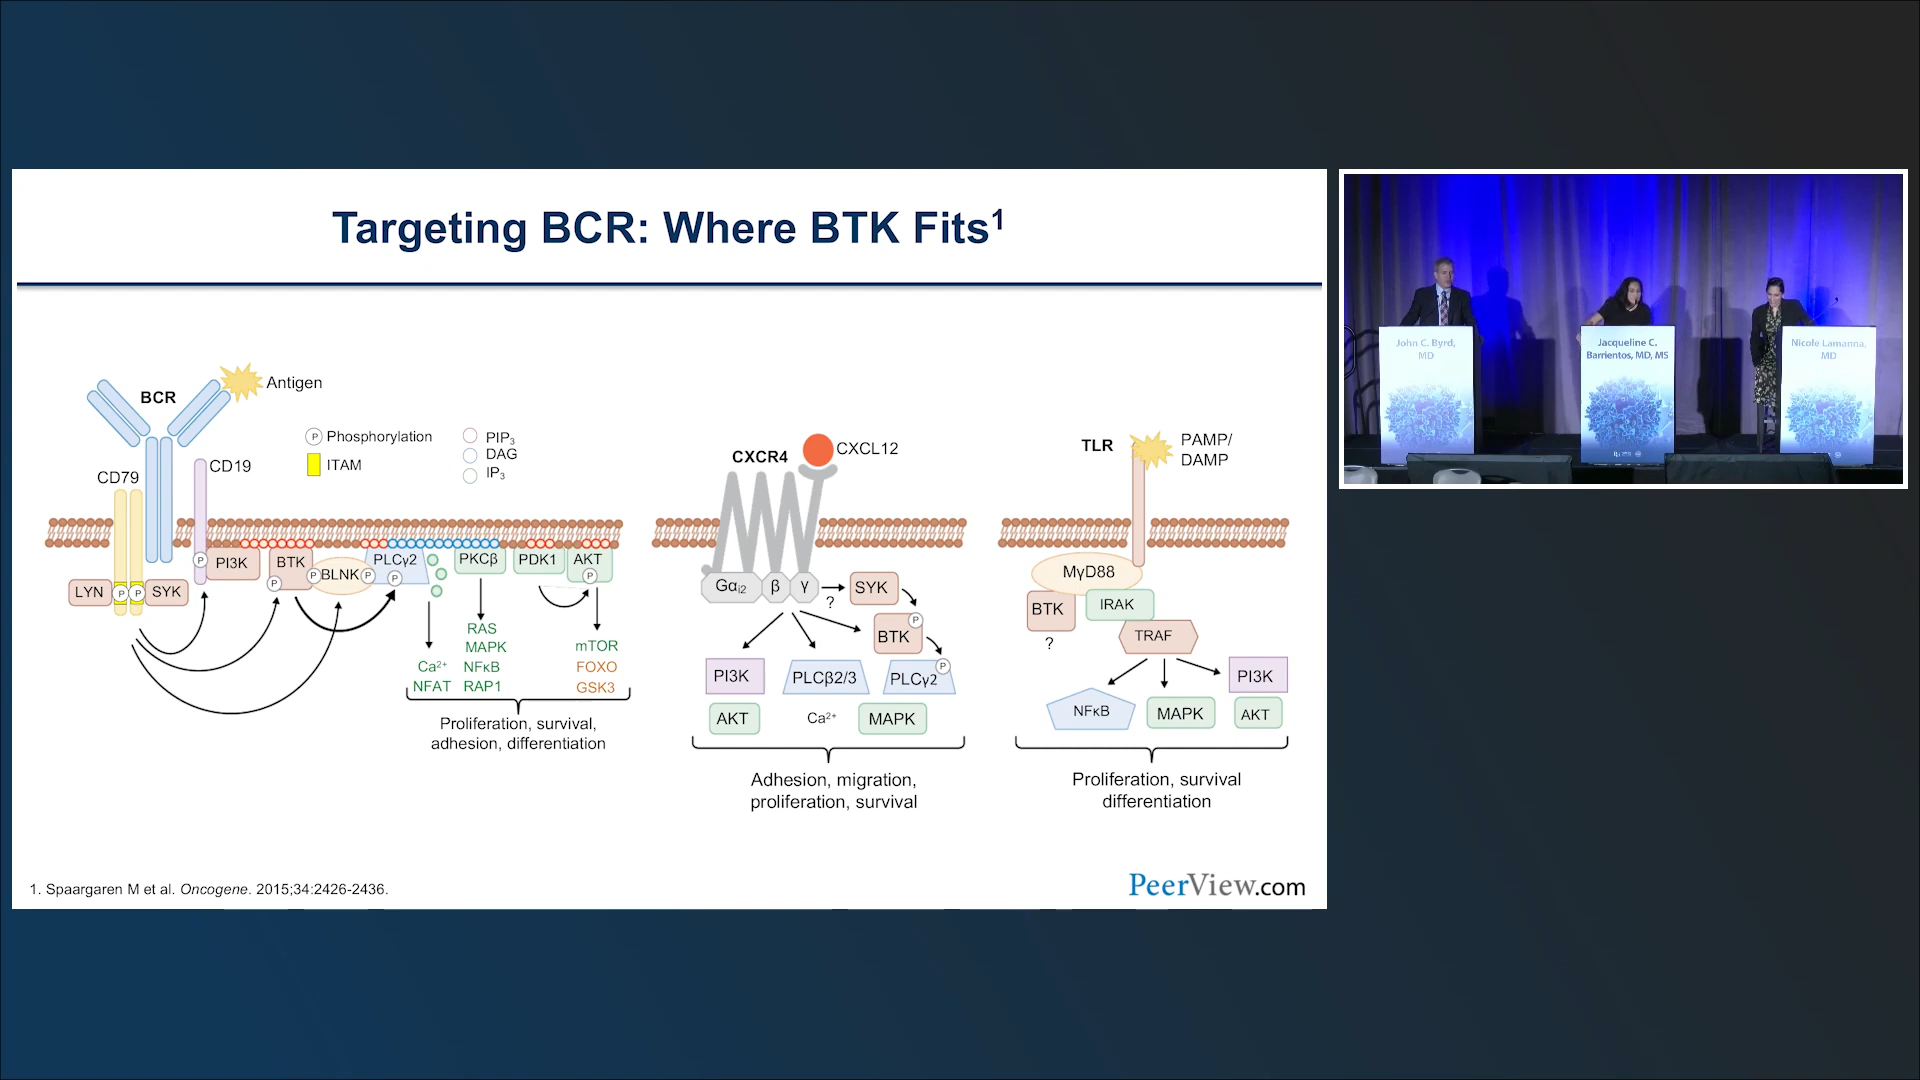 Targeting BCR: Where BTK Fits¹
BCR
Antigen
P Phosphorylation
ITAM
PIP₃
DAG
IP₃
CD79
CD19
LYN
P
P
SYK
P
PI3K
BTK
P
P
BLNK
P
PLCγ2
P
PKCβ
PDK1
AKT
P
RAS
MAPK
NFκB
RAP1
Ca²⁺
NFAT
mTOR
FOXO
GSK3
Proliferation, survival,
adhesion, differentiation
CXCR4
CXCL12
Gαi2
β
γ
?
SYK
BTK
P
PI3K
PLCβ2/3
PLCγ2
P
AKT
Ca²⁺
MAPK
Adhesion, migration,
proliferation, survival
TLR
PAMP/
DAMP
MγD88
BTK
?
IRAK
TRAF
NFκB
MAPK
PI3K
AKT
Proliferation, survival
differentiation
1. Spaargaren M et al. Oncogene. 2015;34:2426-2436.
PeerView.com
John C. Byrd,
MD
Jacqueline C.
Barrientos, MD, MS
Nicole Lamanna,
MD